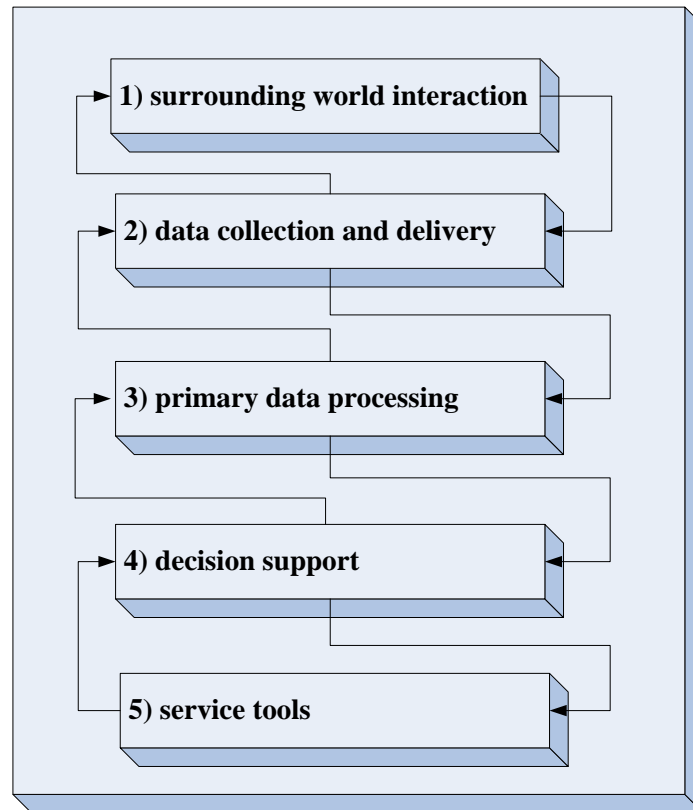 1) surrounding world interaction
2) data collection and delivery
3) primary data processing
4) decision support
5) service tools